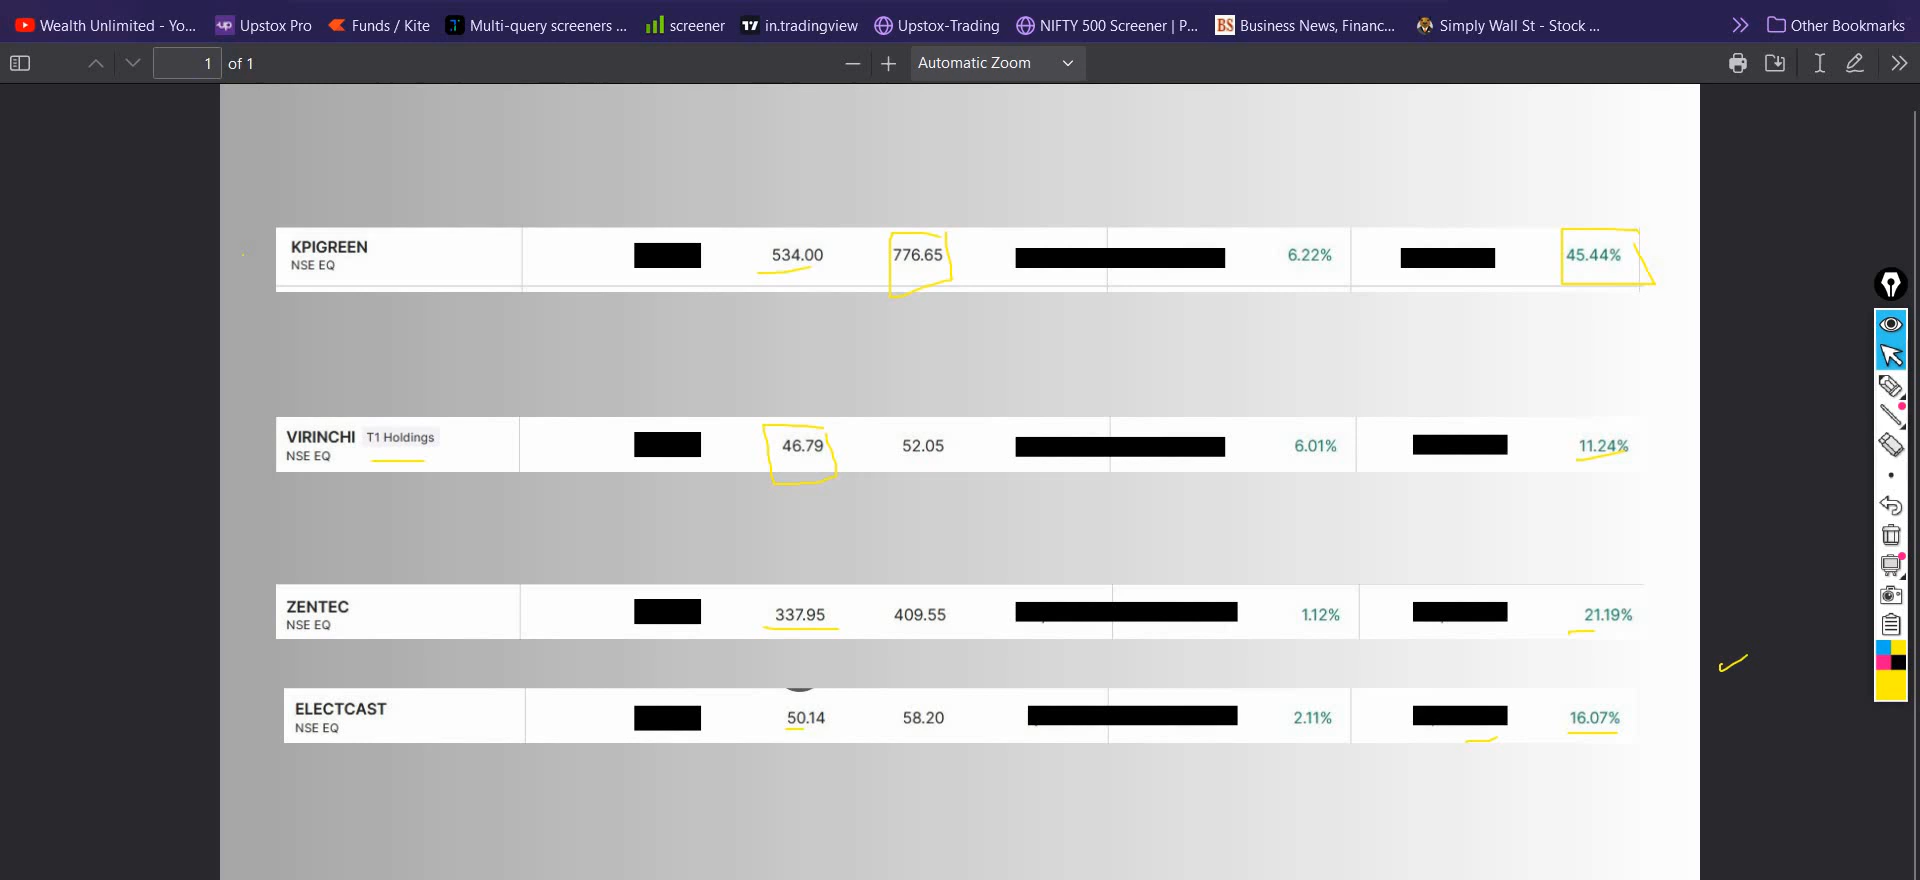 Wealth Unlimited - Yo... Upstox Pro Funds / Kite Multi-query screeners ... screener in.tradingview Upstox-Trading NIFTY 500 Screener | P... BS Business News, Financ... Simply Wall St - Stock ... Other Bookmarks
1 of 1 Automatic Zoom
KPIGREEN
NSE EQ
534.00 776.65 6.22% 45.44%
VIRINCHI T1 Holdings
NSE EQ
46.79 52.05 6.01% 11.24%
ZENTEC
NSE EQ
337.95 409.55 1.12% 21.19%
ELECTCAST
NSE EQ
50.14 58.20 2.11% 16.07%